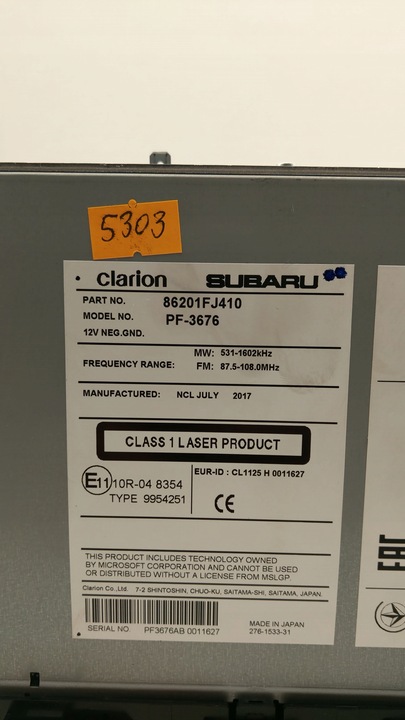 5303
clarion SUBARU
PART NO. 86201FJ410
MODEL NO. PF-3676
12V NEG.GND.
MW: 531-1602kHz
FREQUENCY RANGE: FM: 87.5-108.0MHz
MANUFACTURED: NCL JULY 2017
CLASS 1 LASER PRODUCT
EUR-ID : CL1125 H 0011627
E11 10R-04 8354
TYPE 9954251
CE
THIS PRODUCT INCLUDES TECHNOLOGY OWNED
BY MICROSOFT CORPORATION AND CANNOT BE USED
OR DISTRIBUTED WITHOUT A LICENSE FROM MSLGP.
Clarion Co.,Ltd. 7-2 SHINTOSHIN, CHUO-KU, SAITAMA-SHI, SAITAMA, JAPAN
MADE IN JAPAN
SERIAL NO. PF3676AB 0011627 276-1533-31
EAC